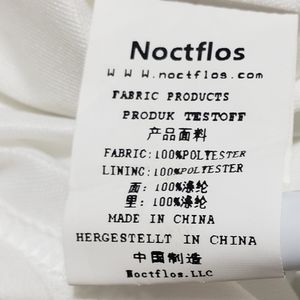 Noctflos
WWW.noctflos.com
FABRIC PRODUCTS
PRODUK TESTOFF
产品面料
FABRIC:100%POLYESTER
LINING:100%POLYESTER
面:100%涤纶
里:100%涤纶
MADE IN CHINA
HERGESTELLT IN CHINA
中国制造
Noctflos.LLC